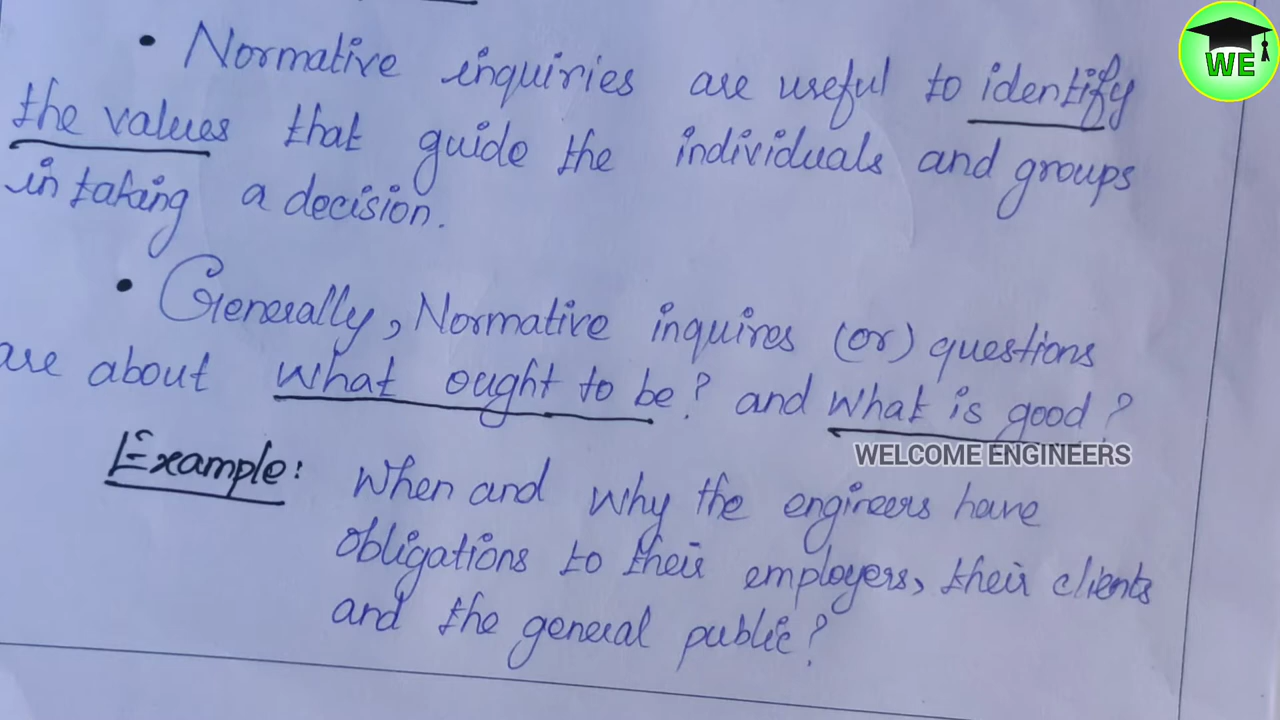 WE
• Normative inquiries are useful to identify
the values that guide the individuals and groups
in taking a decision.
• Generally, Normative inquires (or) questions
are about what ought to be? and what is good?
WELCOME ENGINEERS
Example: When and why the engineers have
obligations to their employers, their clients
and the general public?